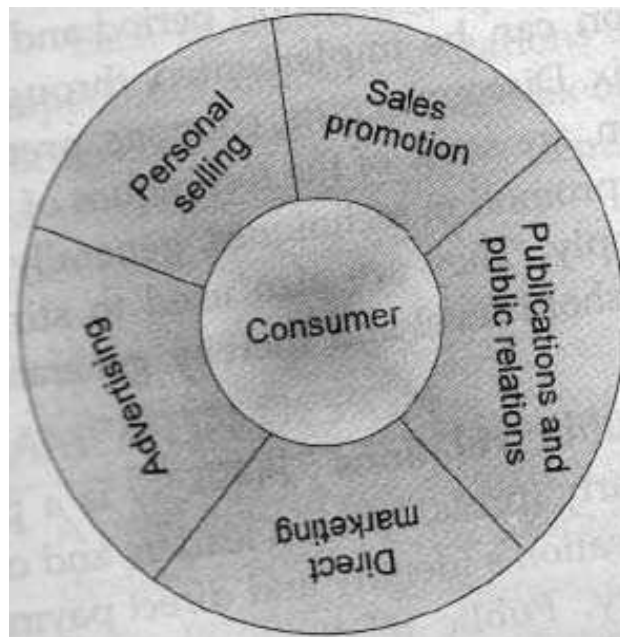 Sales
promotion
Publications and
public relations
Direct
marketing
Advertising
Personal
selling
Consumer